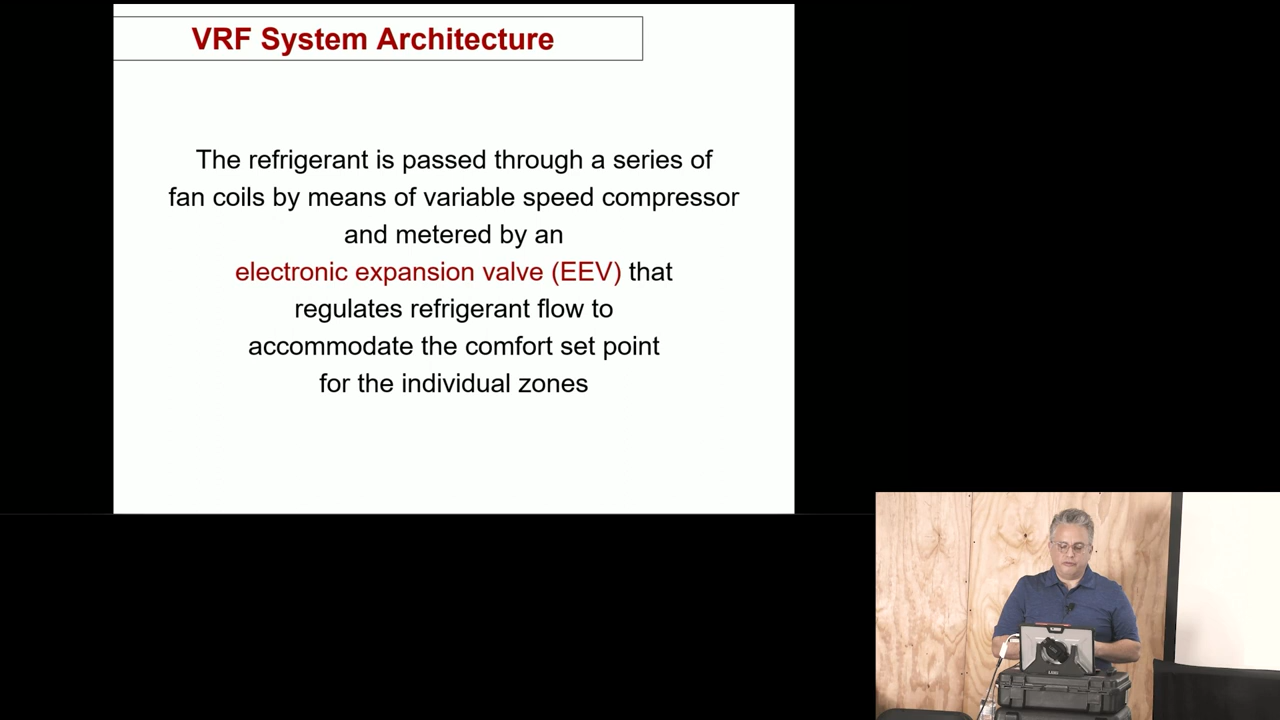 VRF System Architecture
The refrigerant is passed through a series of
fan coils by means of variable speed compressor
and metered by an
electronic expansion valve (EEV) that
regulates refrigerant flow to
accommodate the comfort set point
for the individual zones